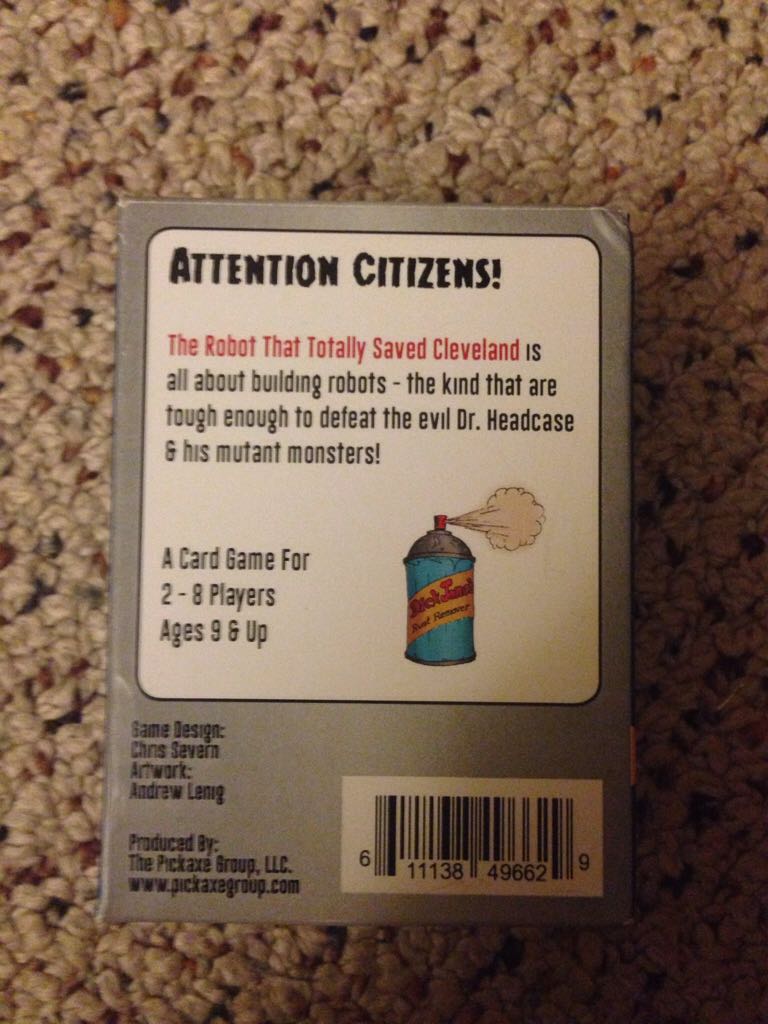 ATTENTION CITIZENS!
The Robot That Totally Saved Cleveland is
all about building robots - the kind that are
tough enough to defeat the evil Dr. Headcase
& his mutant monsters!
A Card Game For
2 - 8 Players
Ages 9 & Up
Rust Remover
Game Design:
Chris Severn
Artwork:
Andrew Lenig
Produced By:
The Pickaxe Group, LLC.
www.pickaxegroup.com
6 11138 49662 9